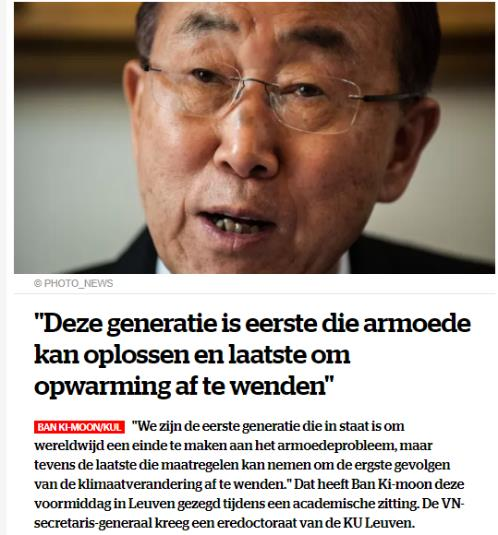 © PHOTO_NEWS
"Deze generatie is eerste die armoede
kan oplossen en laatste om
opwarming af te wenden"
BAN KI-MOON/KUL "We zijn de eerste generatie die in staat is om
wereldwijd een einde te maken aan het armoedeprobleem, maar
tevens de laatste die maatregelen kan nemen om de ergste gevolgen
van de klimaatverandering af te wenden." Dat heeft Ban Ki-moon deze
voormiddag in Leuven gezegd tijdens een academische zitting. De VN-
secretaris-generaal kreeg een eredoctoraat van de KU Leuven.